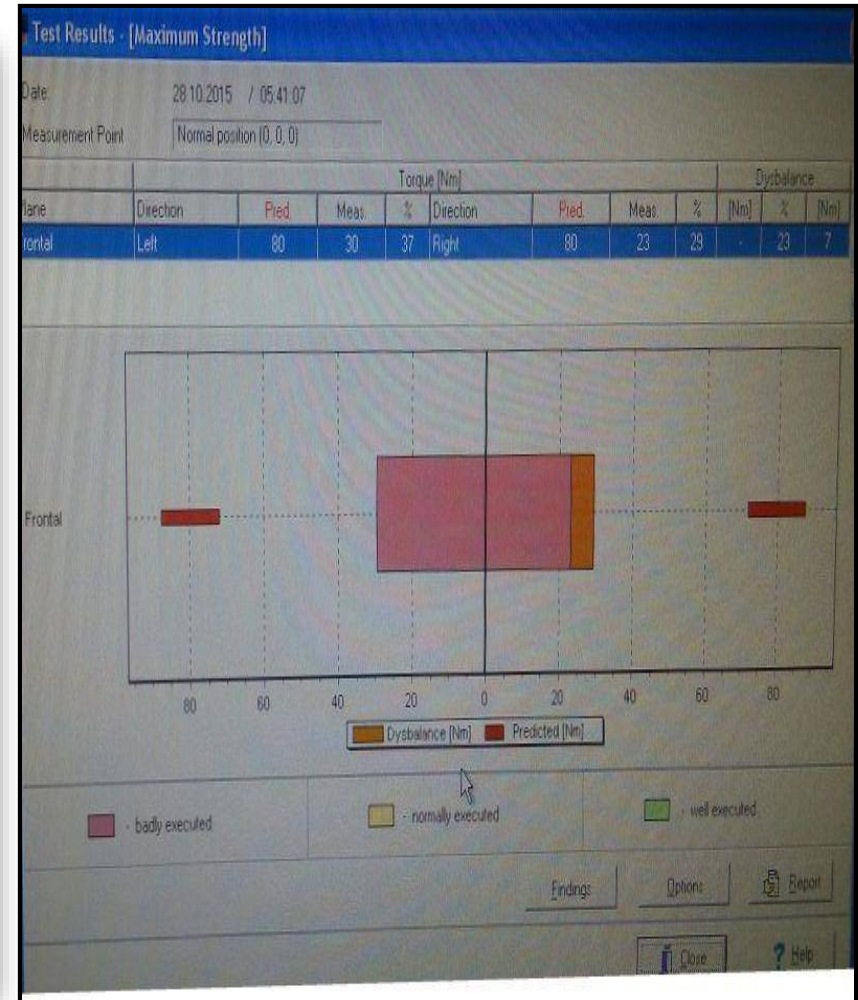 Test Results - [Maximum Strength]
Date: 28.10.2015 / 05:41:07
Measurement Point Normal position (0, 0, 0)
Torque [Nm] Dysbalance
lane Direction Pred. Meas. % Direction Pred. Meas. % [Nm] % [Nm]
rontal Left 80 30 37 Right 80 23 29 - 23 7
Frontal
80 60 40 20 0 20 40 60 80
Dysbalance [Nm] Predicted [Nm]
- badly executed - normally executed - well executed
Findings Options Report
Close ? Help